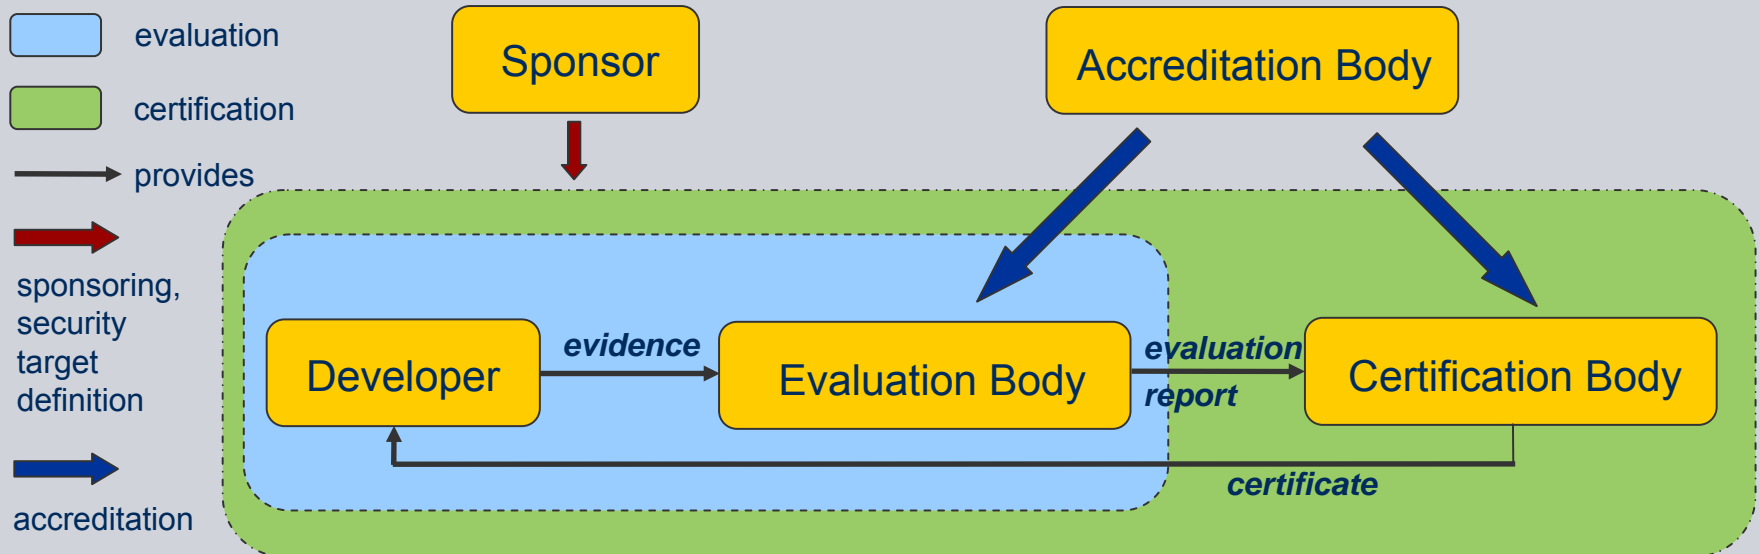 evaluation
certification
provides
sponsoring,
security
target
definition
accreditation
Sponsor
Accreditation Body
Developer
evidence
Evaluation Body
evaluation
report
Certification Body
certificate